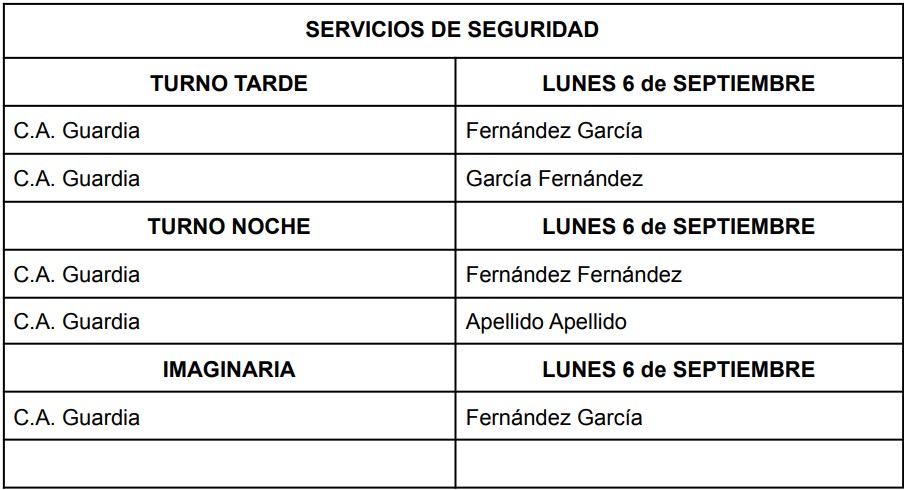 SERVICIOS DE SEGURIDAD
TURNO TARDE LUNES 6 de SEPTIEMBRE
C.A. Guardia Fernández García
C.A. Guardia García Fernández
TURNO NOCHE LUNES 6 de SEPTIEMBRE
C.A. Guardia Fernández Fernández
C.A. Guardia Apellido Apellido
IMAGINARIA LUNES 6 de SEPTIEMBRE
C.A. Guardia Fernández García